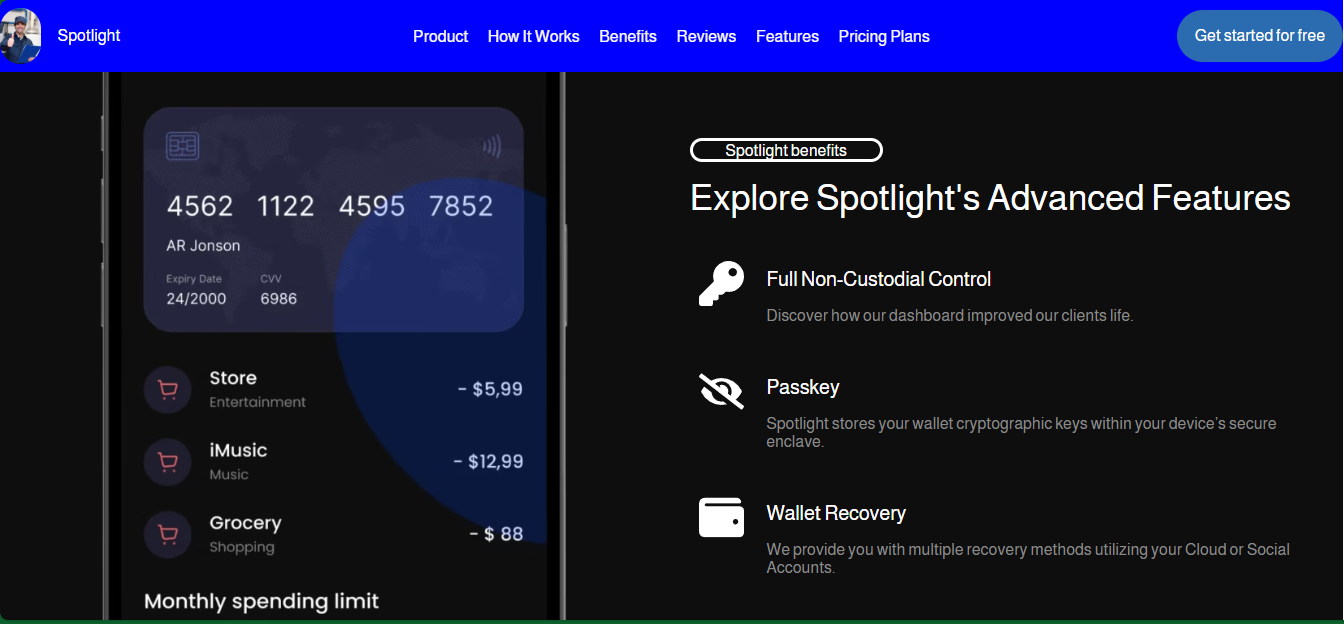 Spotlight
Product How It Works Benefits Reviews Features Pricing Plans
Get started for free
4562 1122 4595 7852
AR Jonson
Expiry Date CVV
24/2000 6986
Store
Entertainment
- $5,99
iMusic
Music
- $12,99
Grocery
Shopping
- $ 88
Monthly spending limit
Spotlight benefits
Explore Spotlight's Advanced Features
Full Non-Custodial Control
Discover how our dashboard improved our clients life.
Passkey
Spotlight stores your wallet cryptographic keys within your device’s secure
enclave.
Wallet Recovery
We provide you with multiple recovery methods utilizing your Cloud or Social
Accounts.